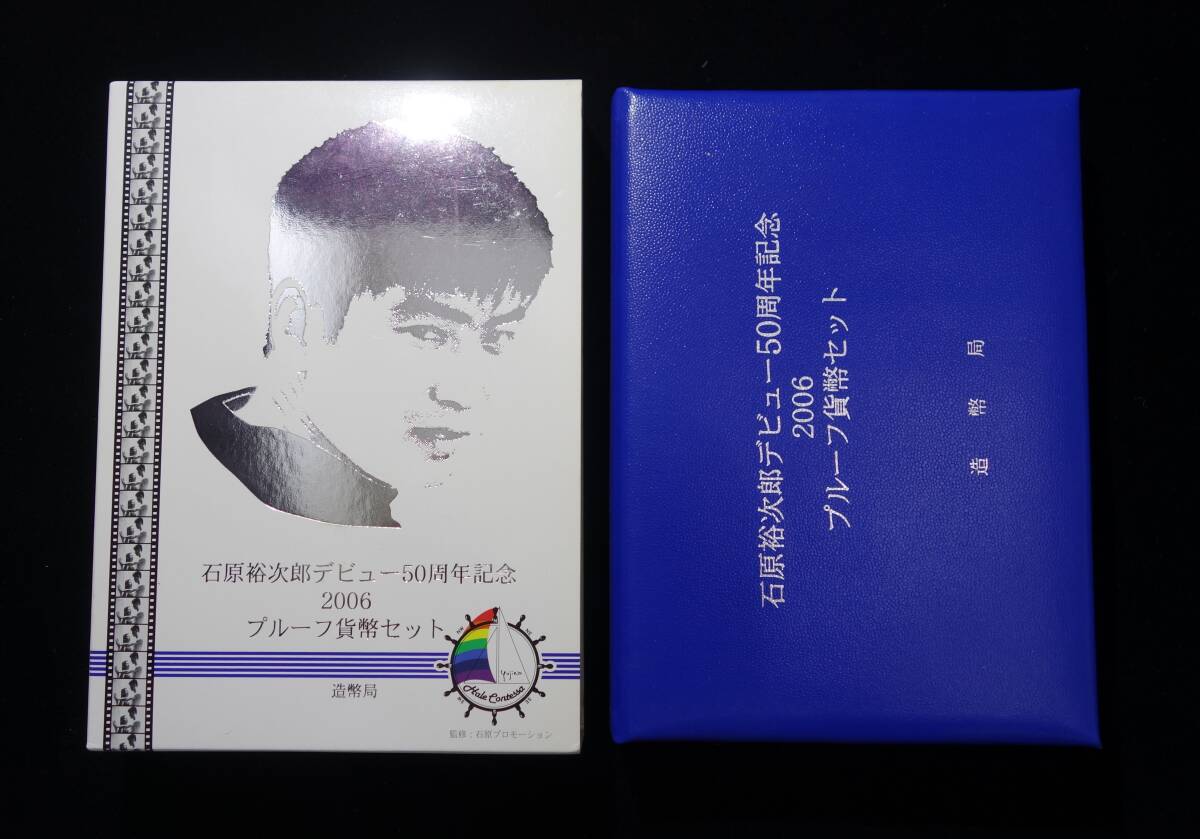 石原裕次郎デビュー50周年記念
2006
プルーフ貨幣セット
造幣局
Yujiro
Hale Contessa
監修:石原プロモーション
石原裕次郎デビュー50周年記念
2006
プルーフ貨幣セット
造幣局